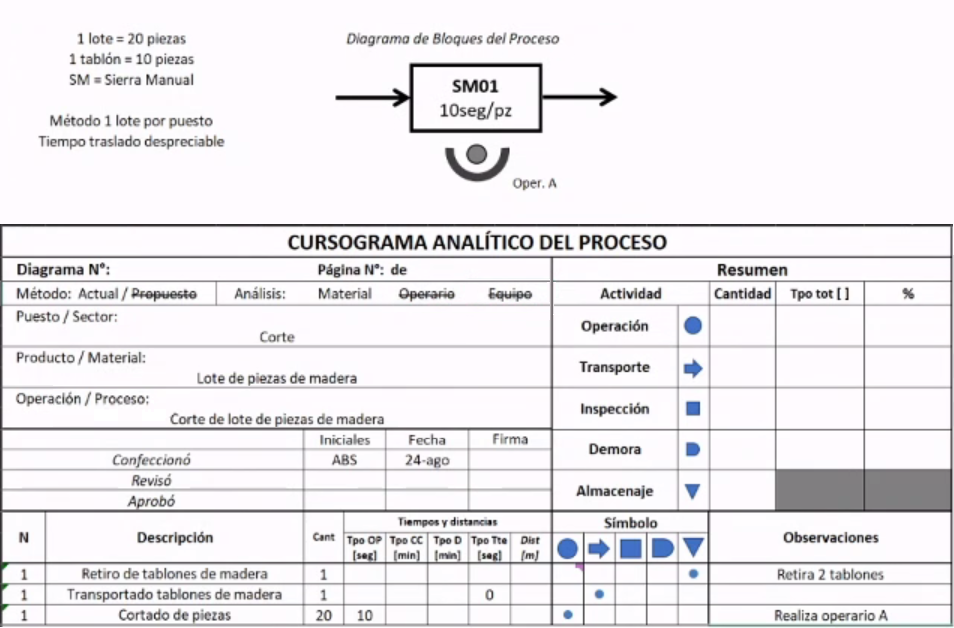 1 lote = 20 piezas
1 tablón = 10 piezas
SM = Sierra Manual
Método 1 lote por puesto
Tiempo traslado despreciable
Diagrama de Bloques del Proceso
SM01
10seg/pz
Oper. A
CURSOGRAMA ANALÍTICO DEL PROCESO
Diagrama N°: Página N°: de Resumen
Método: Actual / Propuesto Análisis: Material Operario Equipo Actividad Cantidad Tpo tot [ ] %
Puesto / Sector:
Corte
Operación
Producto / Material:
Lote de piezas de madera
Transporte
Operación / Proceso:
Corte de lote de piezas de madera
Inspección
Iniciales Fecha Firma
Confeccionó ABS 24-ago
Demora
Revisó
Aprobó
Almacenaje
N Descripción Cant Tiempos y distancias Símbolo Observaciones
Tpo OP [seg] Tpo CC [min] Tpo D [min] Tpo Tte [seg] Dist [m]
1 Retiro de tablones de madera 1 Retira 2 tablones
1 Transportado tablones de madera 1 0
1 Cortado de piezas 20 10 Realiza operario A